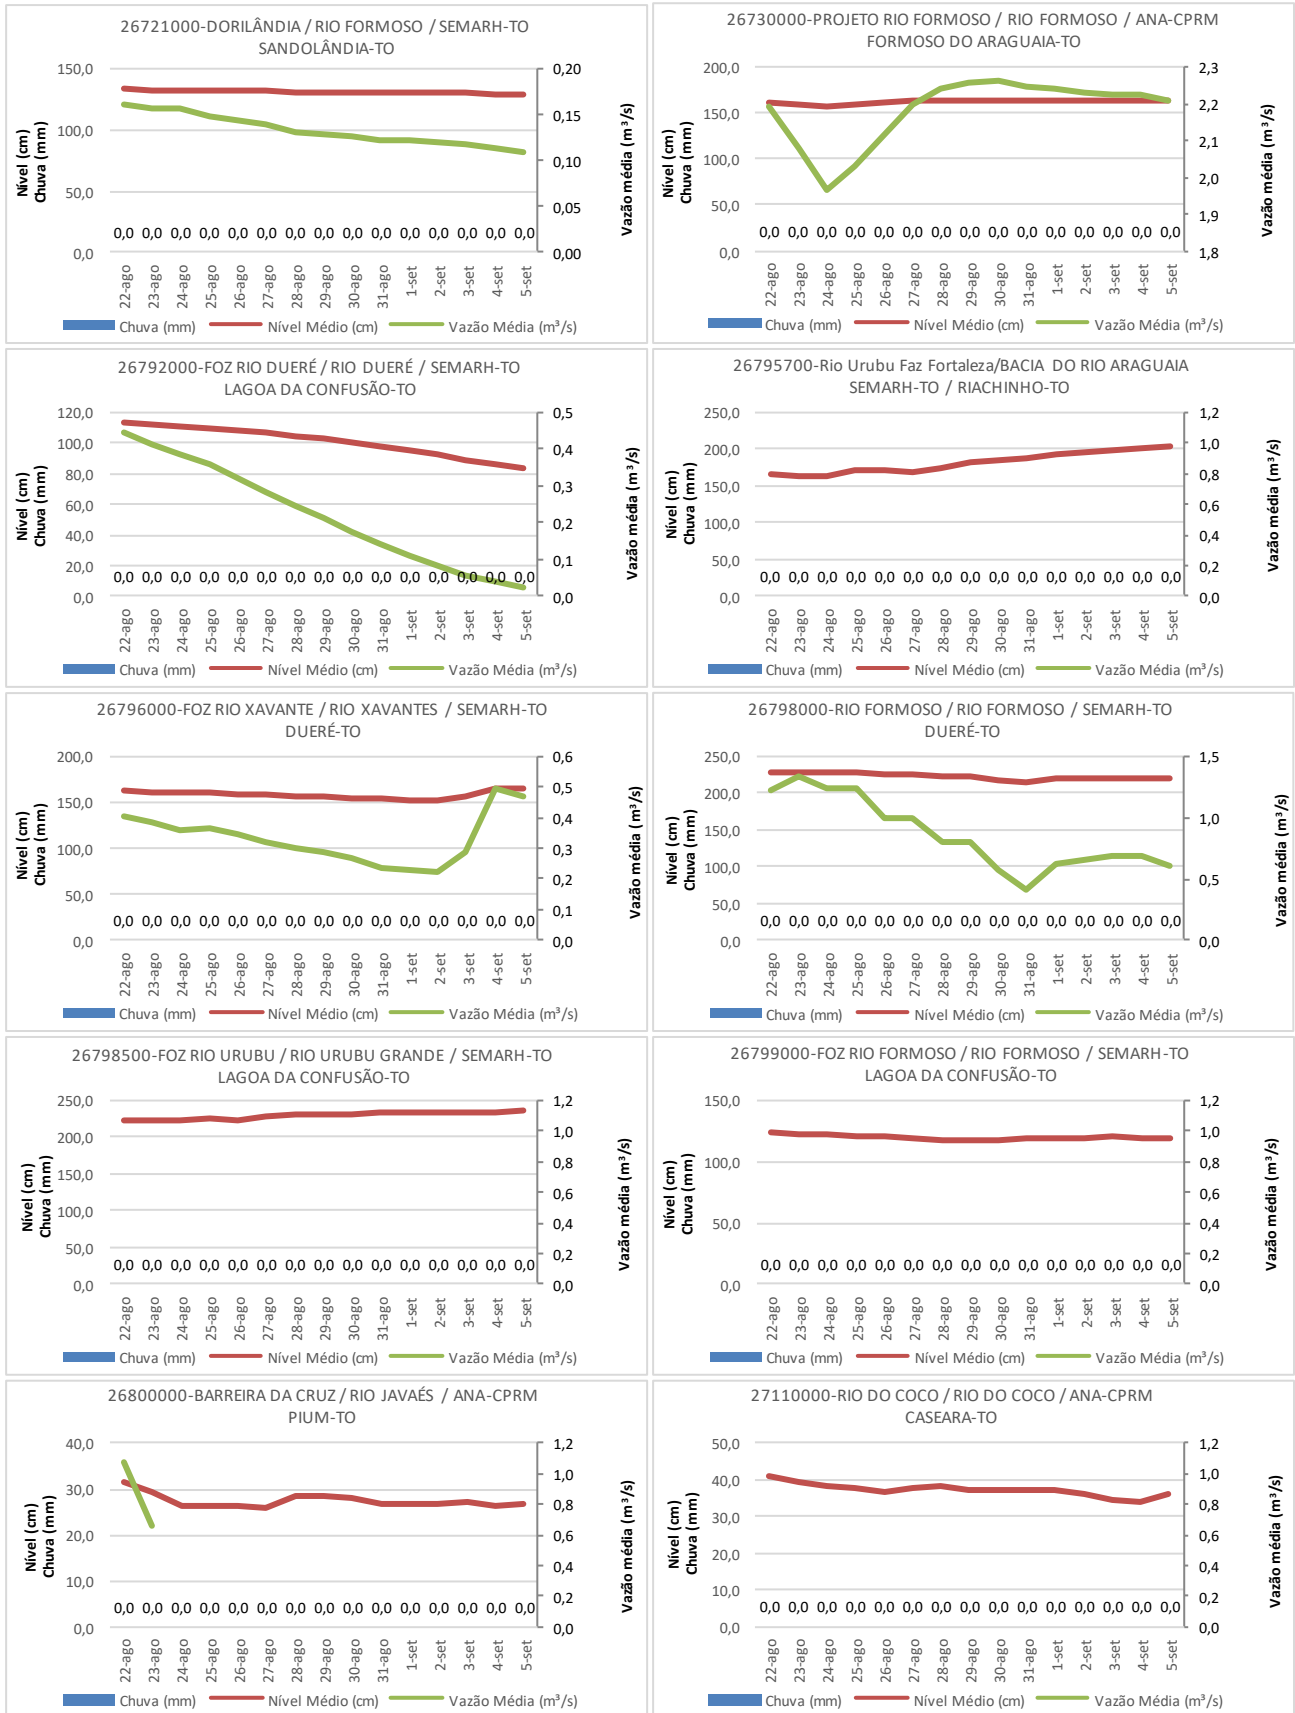 26721000-DORILÂNDIA / RIO FORMOSO / SEMARH-TO
SANDOLÂNDIA-TO
150,0
100,0
50,0
0,0
Nível (cm)
Chuva (mm)
0,20
0,15
0,10
0,05
0,00
Vazão média (m³/s)
0,0 0,0 0,0 0,0 0,0 0,0 0,0 0,0 0,0 0,0 0,0 0,0 0,0 0,0 0,0
22-ago 23-ago 24-ago 25-ago 26-ago 27-ago 28-ago 29-ago 30-ago 31-ago 1-set 2-set 3-set 4-set 5-set
Chuva (mm) Nível Médio (cm) Vazão Média (m³/s)
26730000-PROJETO RIO FORMOSO / RIO FORMOSO / ANA-CPRM
FORMOSO DO ARAGUAIA-TO
200,0
150,0
100,0
50,0
0,0
Nível (cm)
Chuva (mm)
2,3
2,2
2,1
2,0
1,9
1,8
Vazão média (m³/s)
0,0 0,0 0,0 0,0 0,0 0,0 0,0 0,0 0,0 0,0 0,0 0,0 0,0 0,0 0,0
22-ago 23-ago 24-ago 25-ago 26-ago 27-ago 28-ago 29-ago 30-ago 31-ago 1-set 2-set 3-set 4-set 5-set
Chuva (mm) Nível Médio (cm) Vazão Média (m³/s)
26792000-FOZ RIO DUERÉ / RIO DUERÉ / SEMARH-TO
LAGOA DA CONFUSÃO-TO
120,0
100,0
80,0
60,0
40,0
20,0
0,0
Nível (cm)
Chuva (mm)
0,5
0,4
0,3
0,2
0,1
0,0
Vazão média (m³/s)
0,0 0,0 0,0 0,0 0,0 0,0 0,0 0,0 0,0 0,0 0,0 0,0 0,0 0,0 0,0
22-ago 23-ago 24-ago 25-ago 26-ago 27-ago 28-ago 29-ago 30-ago 31-ago 1-set 2-set 3-set 4-set 5-set
Chuva (mm) Nível Médio (cm) Vazão Média (m³/s)
26795700-Rio Urubu Faz Fortaleza/BACIA DO RIO ARAGUAIA
SEMARH-TO / RIACHINHO-TO
250,0
200,0
150,0
100,0
50,0
0,0
Nível (cm)
Chuva (mm)
1,2
1,0
0,8
0,6
0,4
0,2
0,0
Vazão média (m³/s)
0,0 0,0 0,0 0,0 0,0 0,0 0,0 0,0 0,0 0,0 0,0 0,0 0,0 0,0 0,0
22-ago 23-ago 24-ago 25-ago 26-ago 27-ago 28-ago 29-ago 30-ago 31-ago 1-set 2-set 3-set 4-set 5-set
Chuva (mm) Nível Médio (cm) Vazão Média (m³/s)
26796000-FOZ RIO XAVANTE / RIO XAVANTES / SEMARH-TO
DUERÉ-TO
200,0
150,0
100,0
50,0
0,0
Nível (cm)
Chuva (mm)
0,6
0,5
0,4
0,3
0,2
0,1
0,0
Vazão média (m³/s)
0,0 0,0 0,0 0,0 0,0 0,0 0,0 0,0 0,0 0,0 0,0 0,0 0,0 0,0 0,0
22-ago 23-ago 24-ago 25-ago 26-ago 27-ago 28-ago 29-ago 30-ago 31-ago 1-set 2-set 3-set 4-set 5-set
Chuva (mm) Nível Médio (cm) Vazão Média (m³/s)
26798000-RIO FORMOSO / RIO FORMOSO / SEMARH-TO
DUERÉ-TO
250,0
200,0
150,0
100,0
50,0
0,0
Nível (cm)
Chuva (mm)
1,5
1,0
0,5
0,0
Vazão média (m³/s)
0,0 0,0 0,0 0,0 0,0 0,0 0,0 0,0 0,0 0,0 0,0 0,0 0,0 0,0 0,0
22-ago 23-ago 24-ago 25-ago 26-ago 27-ago 28-ago 29-ago 30-ago 31-ago 1-set 2-set 3-set 4-set 5-set
Chuva (mm) Nível Médio (cm) Vazão Média (m³/s)
26798500-FOZ RIO URUBU / RIO URUBU GRANDE / SEMARH-TO
LAGOA DA CONFUSÃO-TO
250,0
200,0
150,0
100,0
50,0
0,0
Nível (cm)
Chuva (mm)
1,2
1,0
0,8
0,6
0,4
0,2
0,0
Vazão média (m³/s)
0,0 0,0 0,0 0,0 0,0 0,0 0,0 0,0 0,0 0,0 0,0 0,0 0,0 0,0 0,0
22-ago 23-ago 24-ago 25-ago 26-ago 27-ago 28-ago 29-ago 30-ago 31-ago 1-set 2-set 3-set 4-set 5-set
Chuva (mm) Nível Médio (cm) Vazão Média (m³/s)
26799000-FOZ RIO FORMOSO / RIO FORMOSO / SEMARH-TO
LAGOA DA CONFUSÃO-TO
150,0
100,0
50,0
0,0
Nível (cm)
Chuva (mm)
1,2
1,0
0,8
0,6
0,4
0,2
0,0
Vazão média (m³/s)
0,0 0,0 0,0 0,0 0,0 0,0 0,0 0,0 0,0 0,0 0,0 0,0 0,0 0,0 0,0
22-ago 23-ago 24-ago 25-ago 26-ago 27-ago 28-ago 29-ago 30-ago 31-ago 1-set 2-set 3-set 4-set 5-set
Chuva (mm) Nível Médio (cm) Vazão Média (m³/s)
26800000-BARREIRA DA CRUZ / RIO JAVAÉS / ANA-CPRM
PIUM-TO
40,0
30,0
20,0
10,0
0,0
Nível (cm)
Chuva (mm)
1,2
1,0
0,8
0,6
0,4
0,2
0,0
Vazão média (m³/s)
0,0 0,0 0,0 0,0 0,0 0,0 0,0 0,0 0,0 0,0 0,0 0,0 0,0 0,0 0,0
22-ago 23-ago 24-ago 25-ago 26-ago 27-ago 28-ago 29-ago 30-ago 31-ago 1-set 2-set 3-set 4-set 5-set
Chuva (mm) Nível Médio (cm) Vazão Média (m³/s)
27110000-RIO DO COCO / RIO DO COCO / ANA-CPRM
CASEARA-TO
50,0
40,0
30,0
20,0
10,0
0,0
Nível (cm)
Chuva (mm)
1,2
1,0
0,8
0,6
0,4
0,2
0,0
Vazão média (m³/s)
0,0 0,0 0,0 0,0 0,0 0,0 0,0 0,0 0,0 0,0 0,0 0,0 0,0 0,0 0,0
22-ago 23-ago 24-ago 25-ago 26-ago 27-ago 28-ago 29-ago 30-ago 31-ago 1-set 2-set 3-set 4-set 5-set
Chuva (mm) Nível Médio (cm) Vazão Média (m³/s)